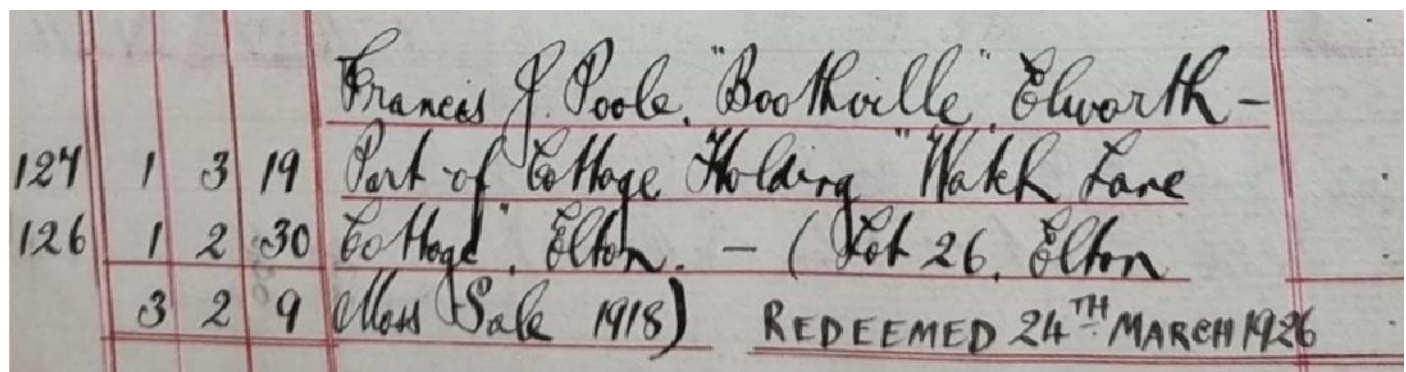 Francis J. Poole. "Boothville", Elworth -
124 1 3 19 Part of Cottage Holding "Watch Lane
126 1 2 30 Cottage", Elton. - (Lot 26, Elton
3 2 9 Moss Sale 1918) REDEEMED 24TH MARCH 1926